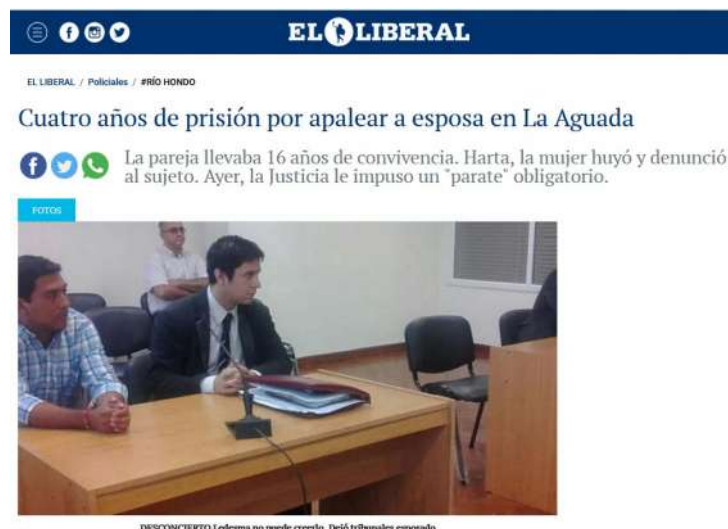 EL LIBERAL
EL LIBERAL / Policiales / #RÍO HONDO
Cuatro años de prisión por apalear a esposa en La Aguada
La pareja llevaba 16 años de convivencia. Harta, la mujer huyó y denunció
al sujeto. Ayer, la Justicia le impuso un "parate" obligatorio.
FOTOS
DESCONCIERTO Ledesma no puede creerlo. Dejó tribunales esposado.